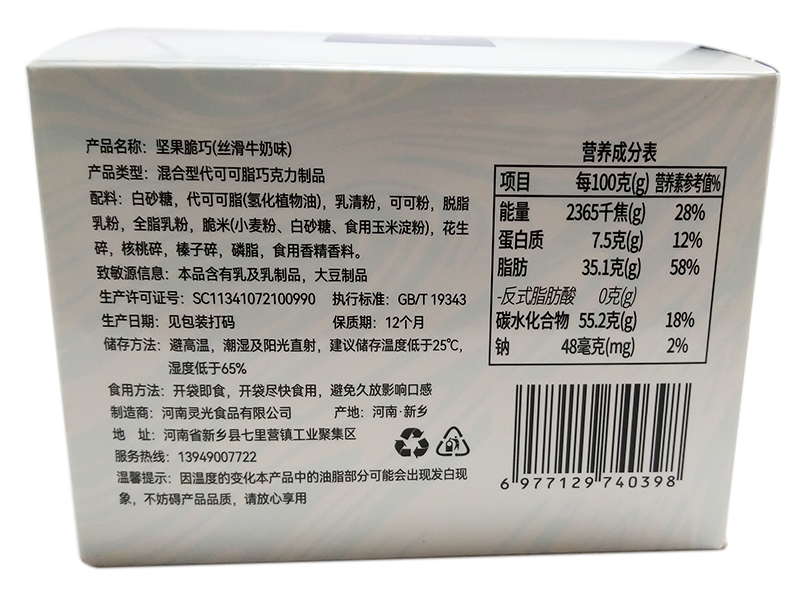 产品名称：坚果脆巧(丝滑牛奶味)
产品类型：混合型代可可脂巧克力制品
配料：白砂糖，代可可脂(氢化植物油)，乳清粉，可可粉，脱脂
乳粉，全脂乳粉，脆米(小麦粉、白砂糖、食用玉米淀粉)，花生
碎，核桃碎，榛子碎，磷脂，食用香精香料。
致敏源信息：本品含有乳及乳制品，大豆制品
生产许可证号：SC11341072100990 执行标准：GB/T 19343
生产日期：见包装打码 保质期：12个月
储存方法：避高温，潮湿及阳光直射，建议储存温度低于25℃，
湿度低于65%
食用方法：开袋即食，开袋尽快食用，避免久放影响口感
制造商：河南灵光食品有限公司 产地：河南·新乡
地 址：河南省新乡县七里营镇工业聚集区
服务热线：13949007722
温馨提示：因温度的变化本产品中的油脂部分可能会出现发白现
象，不妨碍产品品质，请放心享用
营养成分表
项目 每100克(g) 营养素参考值%
能量 2365千焦(g) 28%
蛋白质 7.5克(g) 12%
脂肪 35.1克(g) 58%
-反式脂肪酸 0克(g)
碳水化合物 55.2克(g) 18%
钠 48毫克(mg) 2%
6 977129 740398